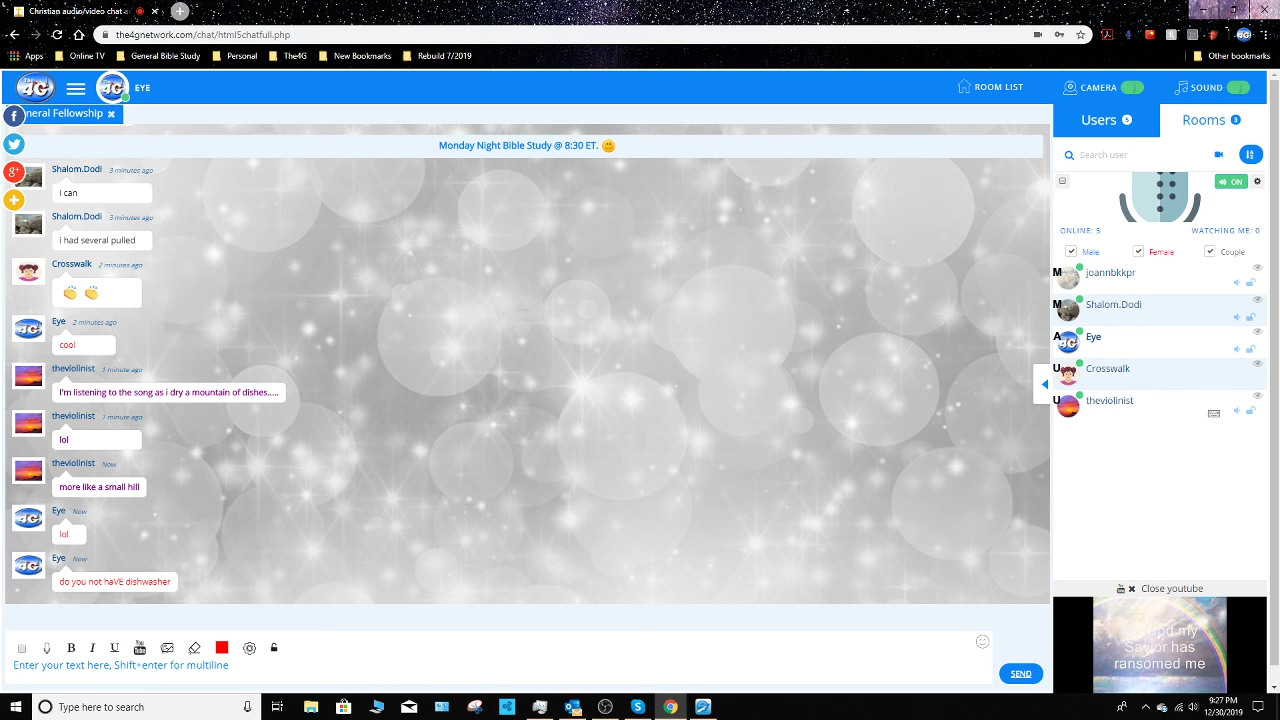 Christian audio/video chat a
the4gnetwork.com/chat/html5chatfull.php
Apps Online TV General Bible Study Personal The4G New Bookmarks Rebuild 7/2019 Other bookmarks
4G EYE ROOM LIST CAMERA SOUND
neral Fellowship Users 5 Rooms 3
Monday Night Bible Study @ 8:30 ET.
Search user
ON
Shalom.Dodi 3 minutes ago
i can
Shalom.Dodi 3 minutes ago
i had several pulled
Crosswalk 2 minutes ago
Eye 2 minutes ago
cool
theviolinist 1 minute ago
I'm listening to the song as i dry a mountain of dishes.....
theviolinist 1 minute ago
lol
theviolinist Now
more like a small hill
Eye Now
lol
Eye Now
do you not haVE dishwasher
ONLINE: 5 WATCHING ME: 0
Male Female Couple
M joannbkkpr
M Shalom.Dodi
A Eye
U Crosswalk
U theviolinist
Close youtube
my
Savior has
ransomed me
B I U You
Enter your text here, Shift+enter for multiline
SEND
Type here to search
9:27 PM
12/30/2019